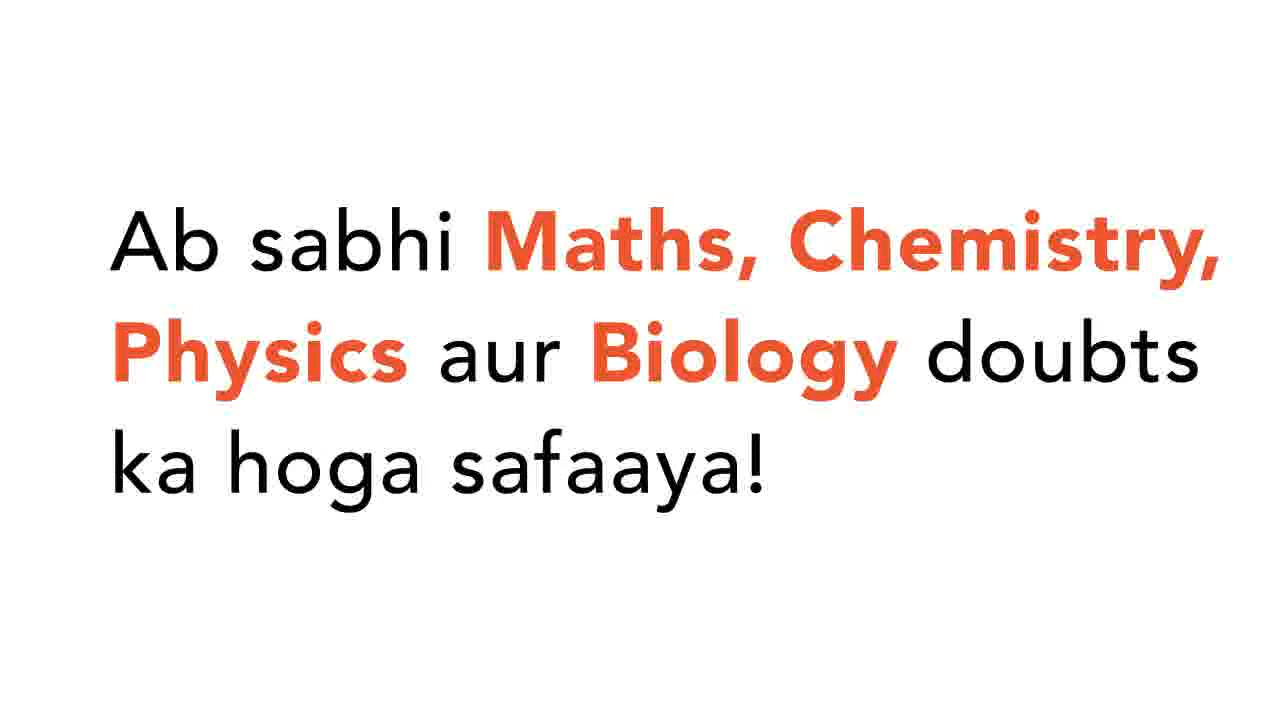 Ab sabhi Maths, Chemistry,
Physics aur Biology doubts
ka hoga safaaya!